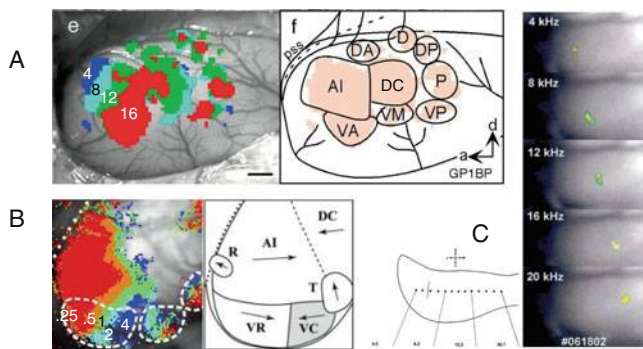 A
e
4
8
12
16
f
pss
DA
D
DP
AI
DC
P
VA
VM
VP
d
a
GP1BP
B
.25
.5
1
2
4
DC
AI
R
T
VR
VC
C
4 kHz
8 kHz
12 kHz
16 kHz
20 kHz
#061802